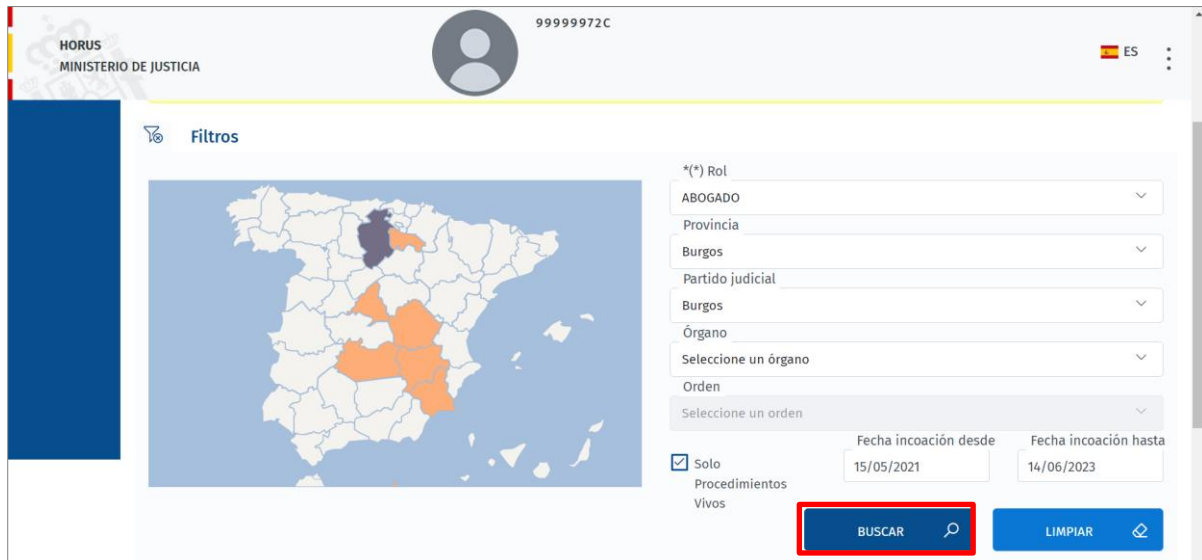 99999972C
HORUS
MINISTERIO DE JUSTICIA
ES
Filtros
*(*) Rol
ABOGADO
Provincia
Burgos
Partido judicial
Burgos
Órgano
Seleccione un órgano
Orden
Seleccione un orden
Fecha incoación desde
Fecha incoación hasta
Solo
Procedimientos
Vivos
15/05/2021
14/06/2023
BUSCAR
LIMPIAR